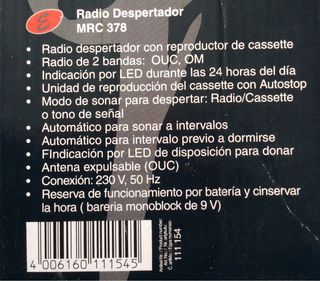 E Radio Despertador
MRC 378
• Radio despertador con reproductor de cassette
• Radio de 2 bandas: OUC, OM
• Indicación por LED durante las 24 horas del día
• Unidad de reproducción del cassette con Autostop
• Modo de sonar para despertar: Radio/Cassette
o tono de señal
• Automático para sonar a intervalos
• Automático para intervalo previo a dormirse
• FIndicación por LED de disposición para donar
• Antena expulsable (OUC)
• Conexión: 230 V, 50 Hz
• Reserva de funcionamiento por batería y cinservar
la hora ( bareria monoblock de 9 V)
4 006160 111545
111 154